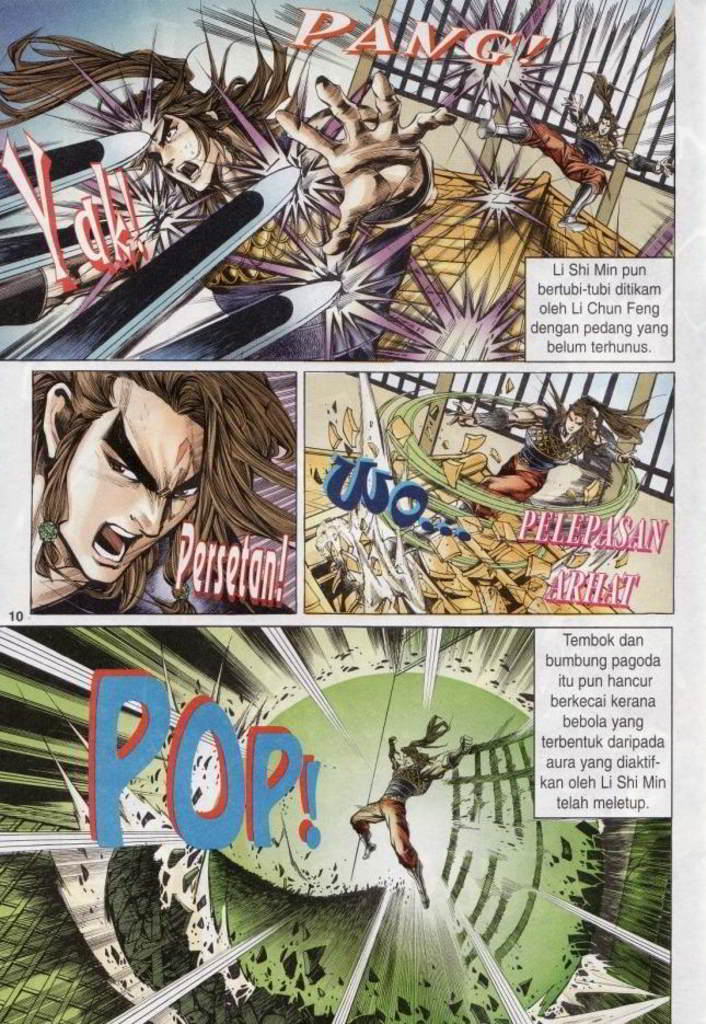 PANG!
Yak!
Li Shi Min pun
bertubi-tubi ditikam
oleh Li Chun Feng
dengan pedang yang
belum terhunus.
Persetan!
WO...
PELEPASAN
ARHAT
10
POP!
Tembok dan
bumbung pagoda
itu pun hancur
berkecai kerana
bebola yang
terbentuk daripada
aura yang diaktif-
kan oleh Li Shi Min
telah meletup.